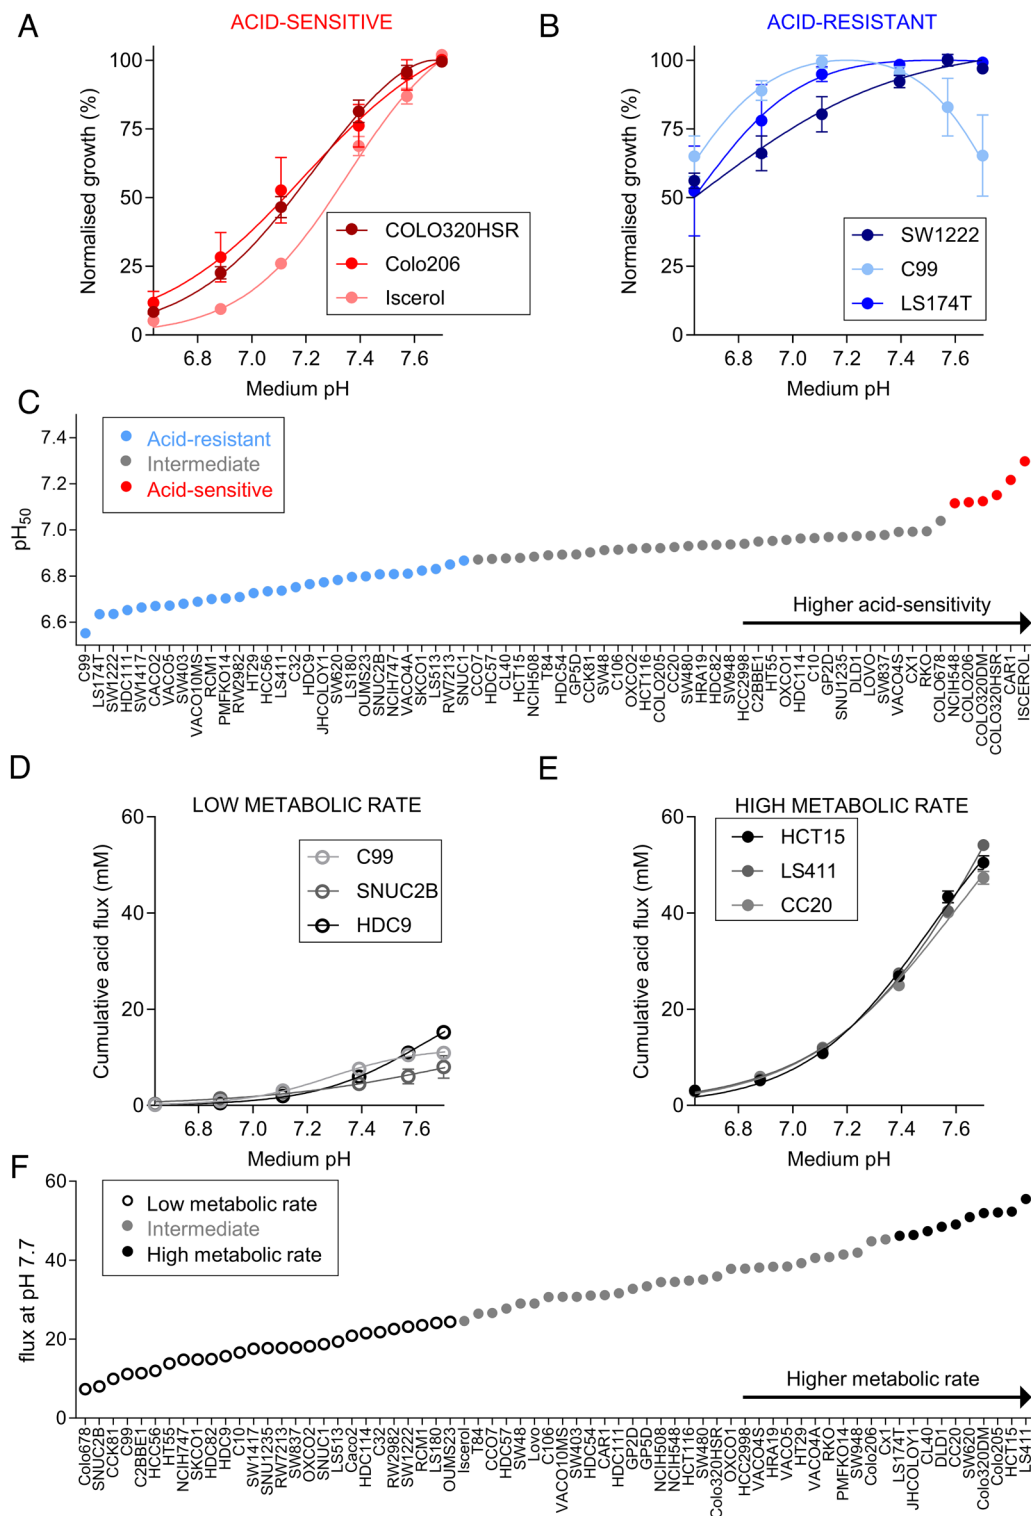 A
ACID-SENSITIVE
Normalised growth (%)
100
75
50
25
0
COLO320HSR
Colo206
Iscerol
6.8 7.0 7.2 7.4 7.6
Medium pH
B
ACID-RESISTANT
Normalised growth (%)
100
75
50
25
0
SW1222
C99
LS174T
6.8 7.0 7.2 7.4 7.6
Medium pH
C
pH50
7.4
7.2
7.0
6.8
6.6
Acid-resistant
Intermediate
Acid-sensitive
Higher acid-sensitivity
C99
LS174T
SW1222
HDC111
SW1417
CACO2
VACO5
SW403
VACO10MS
RCM1
PMFKO14
RW2982
HT29
HCC56
LS411
C32
HDC9
JHCOLOY1
SW620
LS180
OUMS23
SNUC2B
NCIH747
VACO4A
SKCO1
LS513
RW7213
SNUC1
CCO7
HDC57
CL40
HCT15
NCIH508
T84
HDC54
GP5D
CCK81
SW48
C106
OXCO2
HCT116
COLO205
CC20
SW480
HRA19
HDC82
SW948
HCC2998
C2BBE1
HT55
OXCO1
HDC114
C10
GP2D
SNU1235
DLD1
LOVO
SW837
VACO4S
CX1
RKO
COLO678
NCIH548
COLO206
COLO320DM
COLO320HSR
CAR1
ISCEROL
D
LOW METABOLIC RATE
Cumulative acid flux (mM)
60
40
20
0
C99
SNUC2B
HDC9
6.8 7.0 7.2 7.4 7.6
Medium pH
E
HIGH METABOLIC RATE
Cumulative acid flux (mM)
60
40
20
0
HCT15
LS411
CC20
6.8 7.0 7.2 7.4 7.6
Medium pH
F
flux at pH 7.7
60
40
20
0
Low metabolic rate
Intermediate
High metabolic rate
Higher metabolic rate
Colo678
SNUC2B
CCK81
C99
C2BBE1
HCC56
HT55
NCIH747
SKCO1
HDC82
HDC9
C10
SW1417
SNU1235
RW7213
SW837
OXCO2
SNUC1
LS513
Caco2
HDC114
C32
RW2982
SW1222
RCM1
LS180
OUMS23
Iscerol
T84
CCO7
HDC57
SW48
Lovo
C106
VACO10MS
SW403
HDC54
CAR1
HDC111
GP2D
GP5D
NCIH508
NCIH548
HCT116
SW480
Colo320HSR
OXCO1
HCC2998
VACO4S
HRA19
VACO5
HT29
VACO4A
RKO
PMFKO14
SW948
Colo206
Cx1
LS174T
JHCOLOY1
CL40
DLD1
CC20
SW620
Colo320DM
Colo205
HCT15
LS411